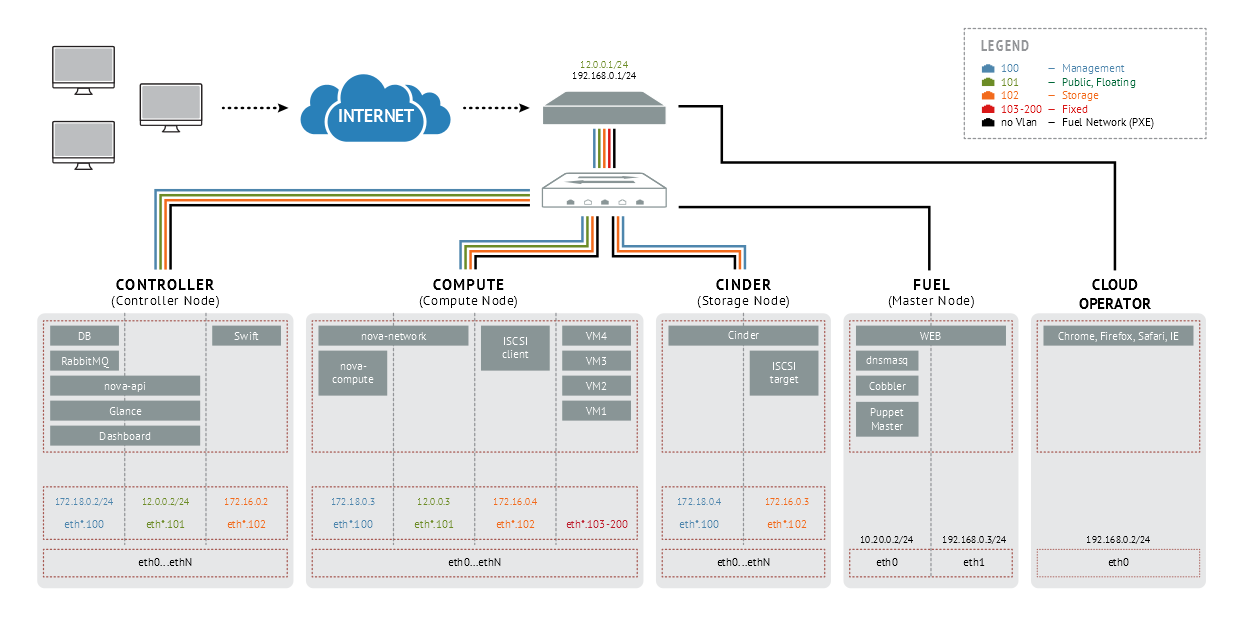 12.0.0.1/24
192.168.0.1/24
INTERNET
LEGEND
100 – Management
101 – Public, Floating
102 – Storage
103-200 – Fixed
no Vlan – Fuel Network (PXE)
CONTROLLER
(Controller Node)
DB
Swift
RabbitMQ
nova-api
Glance
Dashboard
172.18.0.2/24
12.0.0.2/24
172.16.0.2
eth*.100
eth*.101
eth*.102
eth0...ethN
COMPUTE
(Compute Node)
nova-network
ISCSI
client
VM4
nova-
compute
VM3
VM2
VM1
172.18.0.3
12.0.0.3
172.16.0.4
eth*.100
eth*.101
eth*.102
eth*.103-200
eth0...ethN
CINDER
(Storage Node)
Cinder
ISCSI
target
172.18.0.4
172.16.0.3
eth*.100
eth*.102
eth0...ethN
FUEL
(Master Node)
WEB
dnsmasq
Cobbler
Puppet
Master
10.20.0.2/24
192.168.0.3/24
eth0
eth1
CLOUD
OPERATOR
Chrome, Firefox, Safari, IE
192.168.0.2/24
eth0